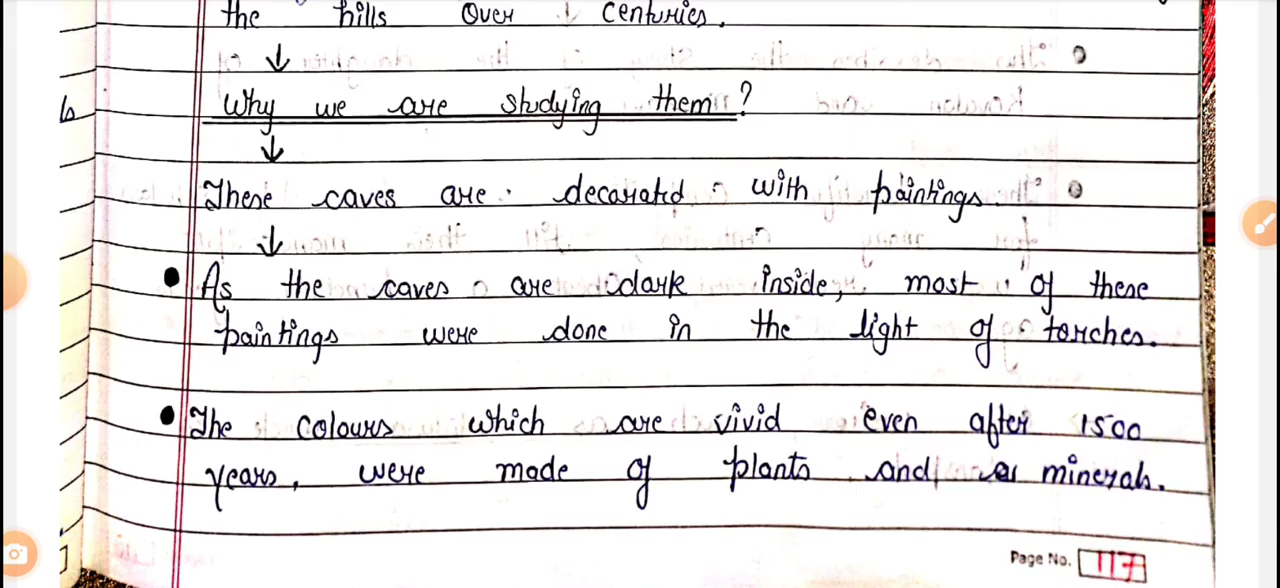 the hills over ↓ centuries.
↓
Why we are studying them?
↓
These caves are decorated with paintings.
↓
• As the caves are dark inside, most of these
paintings were done in the light of torches.
• The colours which are vivid even after 1500
years, were made of plants and minerals.
Page No. 117